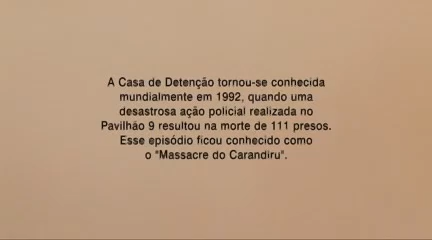 A Casa de Detenção tornou-se conhecida
mundialmente em 1992, quando uma
desastrosa ação policial realizada no
Pavilhão 9 resultou na morte de 111 presos.
Esse episódio ficou conhecido como
o "Massacre do Carandiru".